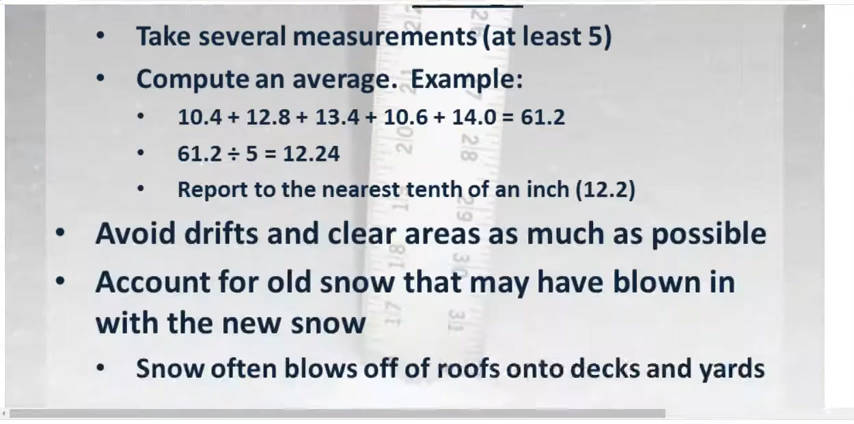 • Take several measurements (at least 5)
• Compute an average. Example:
• 10.4 + 12.8 + 13.4 + 10.6 + 14.0 = 61.2
• 61.2 ÷ 5 = 12.24
• Report to the nearest tenth of an inch (12.2)
• Avoid drifts and clear areas as much as possible
• Account for old snow that may have blown in
with the new snow
• Snow often blows off of roofs onto decks and yards